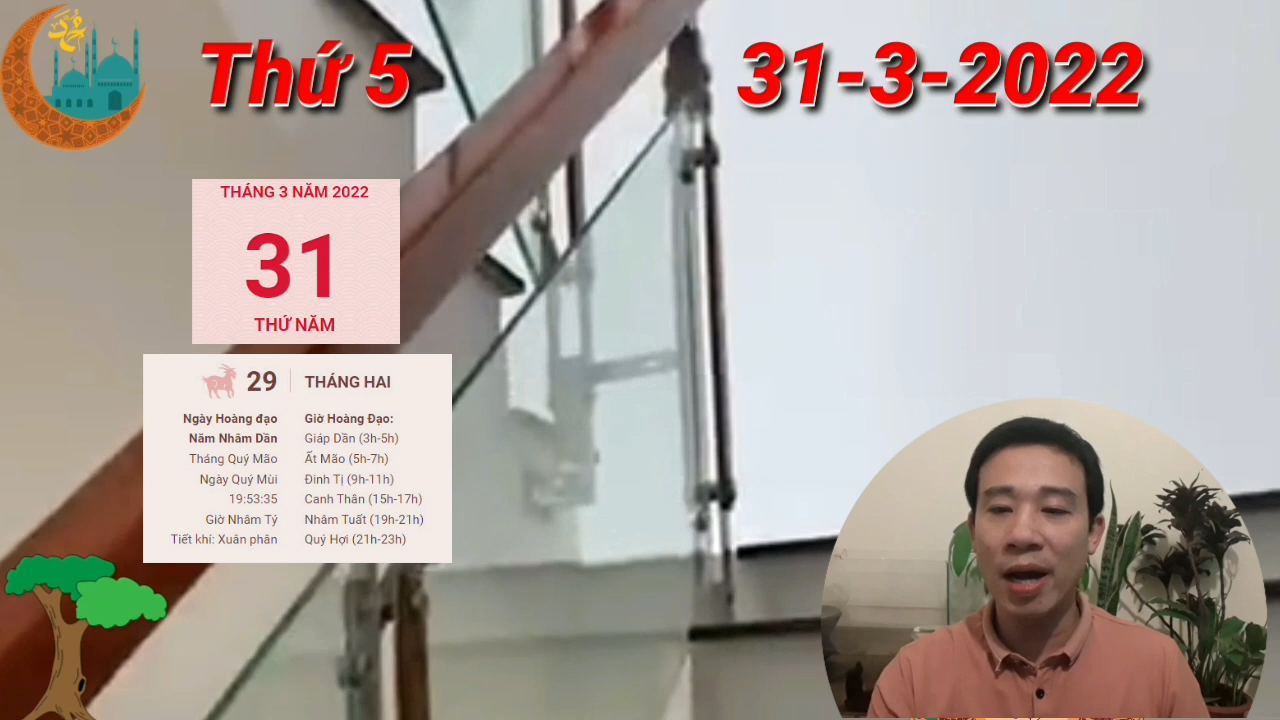 Thứ 5
31-3-2022
THÁNG 3 NĂM 2022
31
THỨ NĂM
29
THÁNG HAI
Ngày Hoàng đạo
Năm Nhâm Dần
Tháng Quý Mão
Ngày Quý Mùi
19:53:35
Giờ Nhâm Tý
Tiết khí: Xuân phân
Giờ Hoàng Đạo:
Giáp Dần (3h-5h)
Ất Mão (5h-7h)
Đinh Tị (9h-11h)
Canh Thân (15h-17h)
Nhâm Tuất (19h-21h)
Quý Hợi (21h-23h)